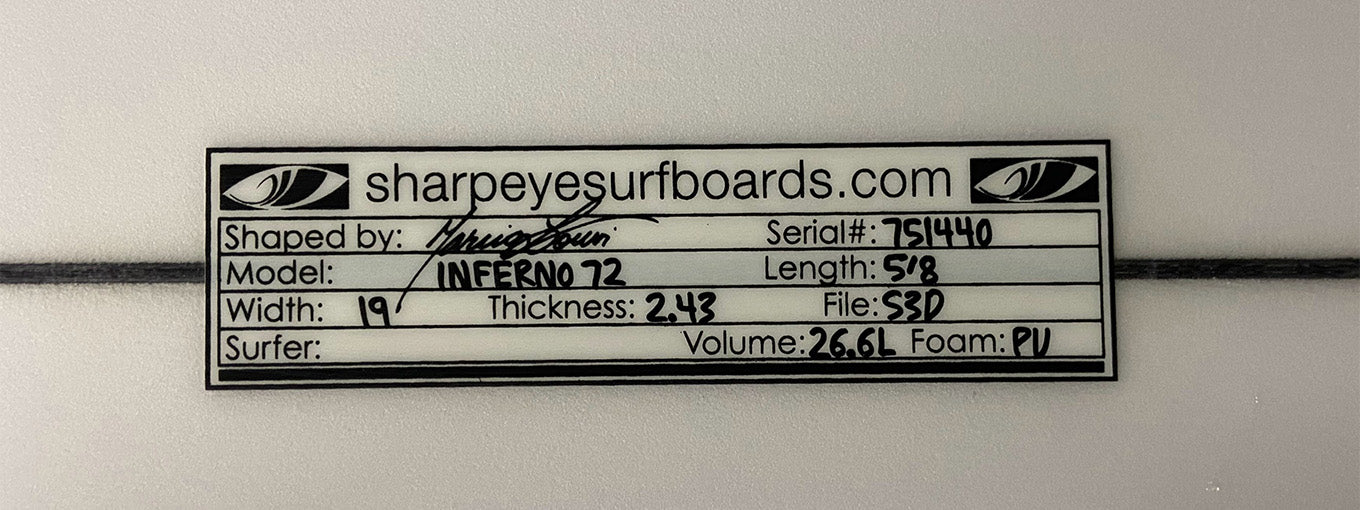 sharpeyesurfboards.com
Shaped by: Serial#: 751440
Model: INFERNO 72 Length: 5'8
Width: 19 Thickness: 2.43 File: S3D
Surfer: Volume: 26.6L Foam: PU